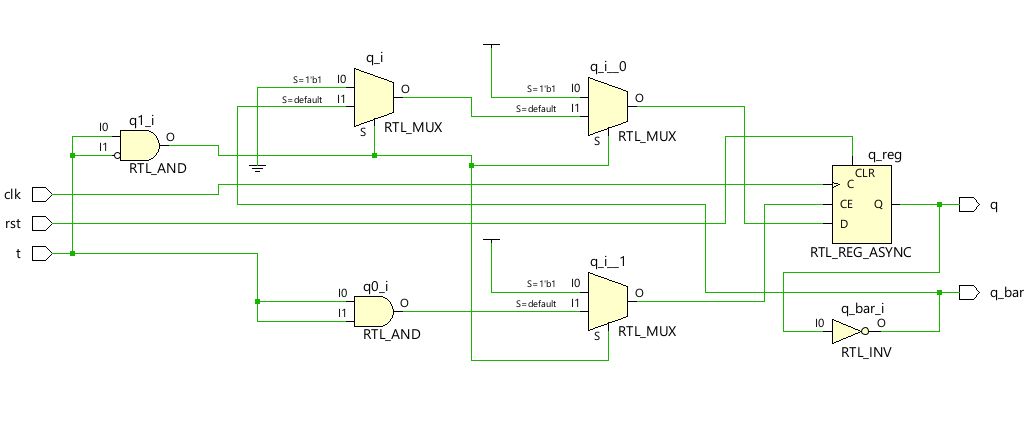 q_i
q_i__0
I0 S=1'b1
I1 S=default
O
S
RTL_MUX
S=1'b1 I0
S=default I1
O
S
RTL_MUX
q1_i
I0
I1
O
RTL_AND
q_reg
CLR
C
CE
D
Q
RTL_REG_ASYNC
clk
rst
t
q
q_bar
q0_i
I0
I1
O
RTL_AND
q_i__1
S=1'b1 I0
S=default I1
O
S
RTL_MUX
q_bar_i
I0
O
RTL_INV